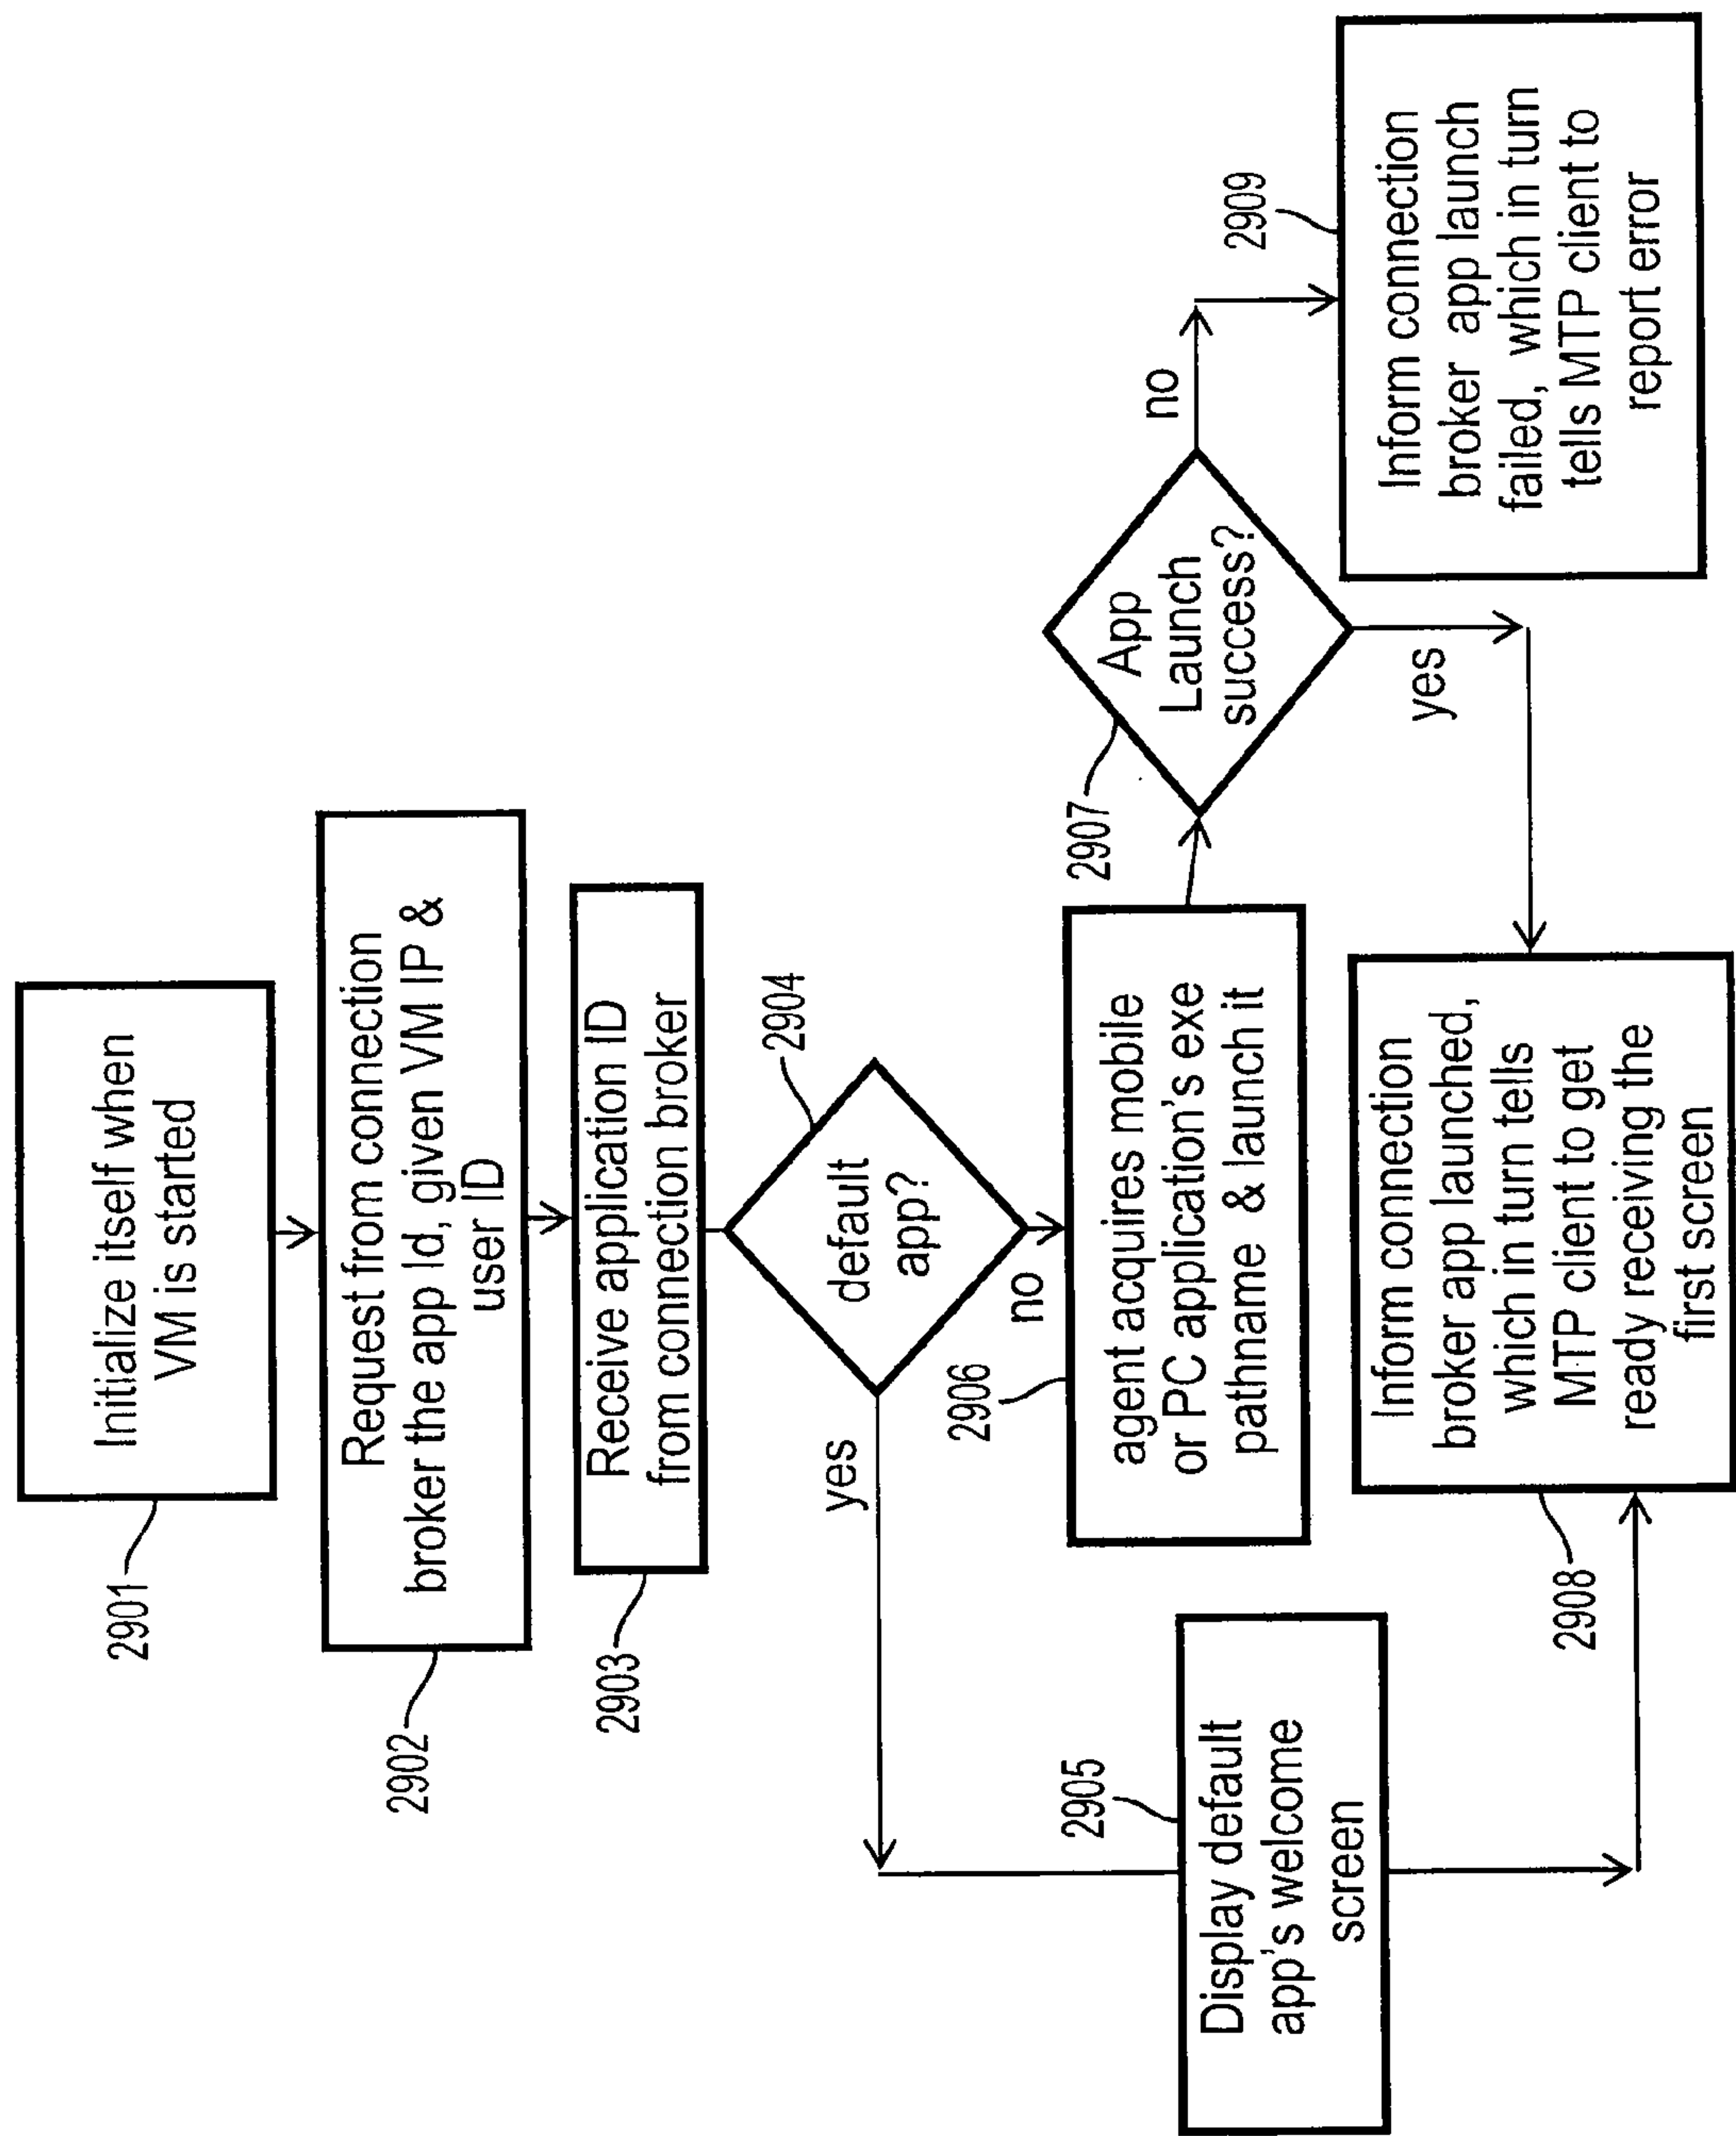 2901
Initialize itself when
VM is started
2902
Request from connection
broker the app Id, given VM IP &
user ID
2903
Receive application ID
from connection broker
2904
default
app?
yes
no
2905
Display default
app's welcome
screen
2906
agent acquires mobile
or PC application's exe
pathname & launch it
2907
App
Launch
success?
no
yes
2908
Inform connection
broker app launched,
which in turn tells
MTP client to get
ready receiving the
first screen
2909
Inform connection
broker app launch
failed, which in turn
tells MTP client to
report error